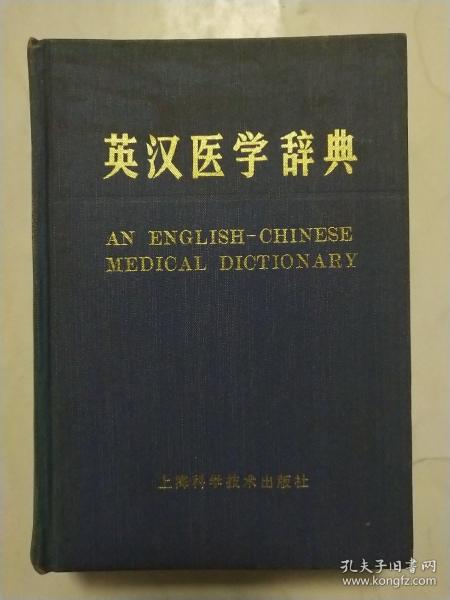 英汉医学辞典
AN ENGLISH-CHINESE
MEDICAL DICTIONARY
上海科学技术出版社
孔夫子旧书网
www.kongfz.com